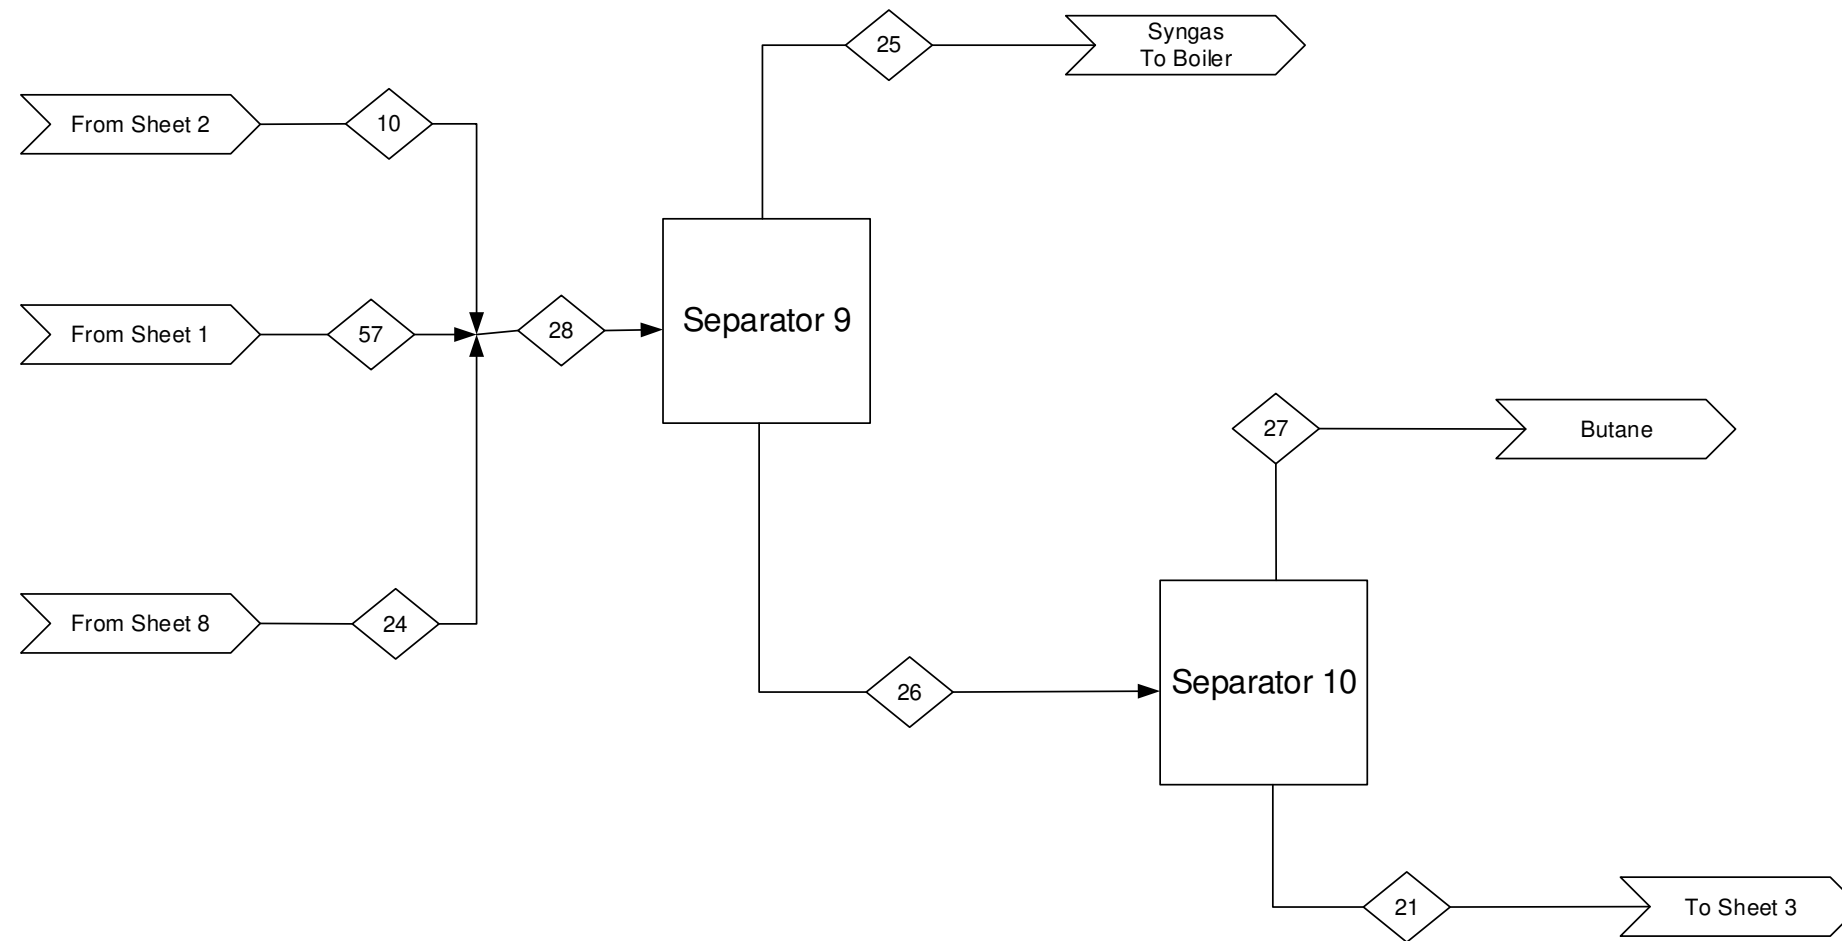 25
Syngas
To Boiler
From Sheet 2
10
From Sheet 1
57
28
Separator 9
27
Butane
From Sheet 8
24
26
Separator 10
21
To Sheet 3